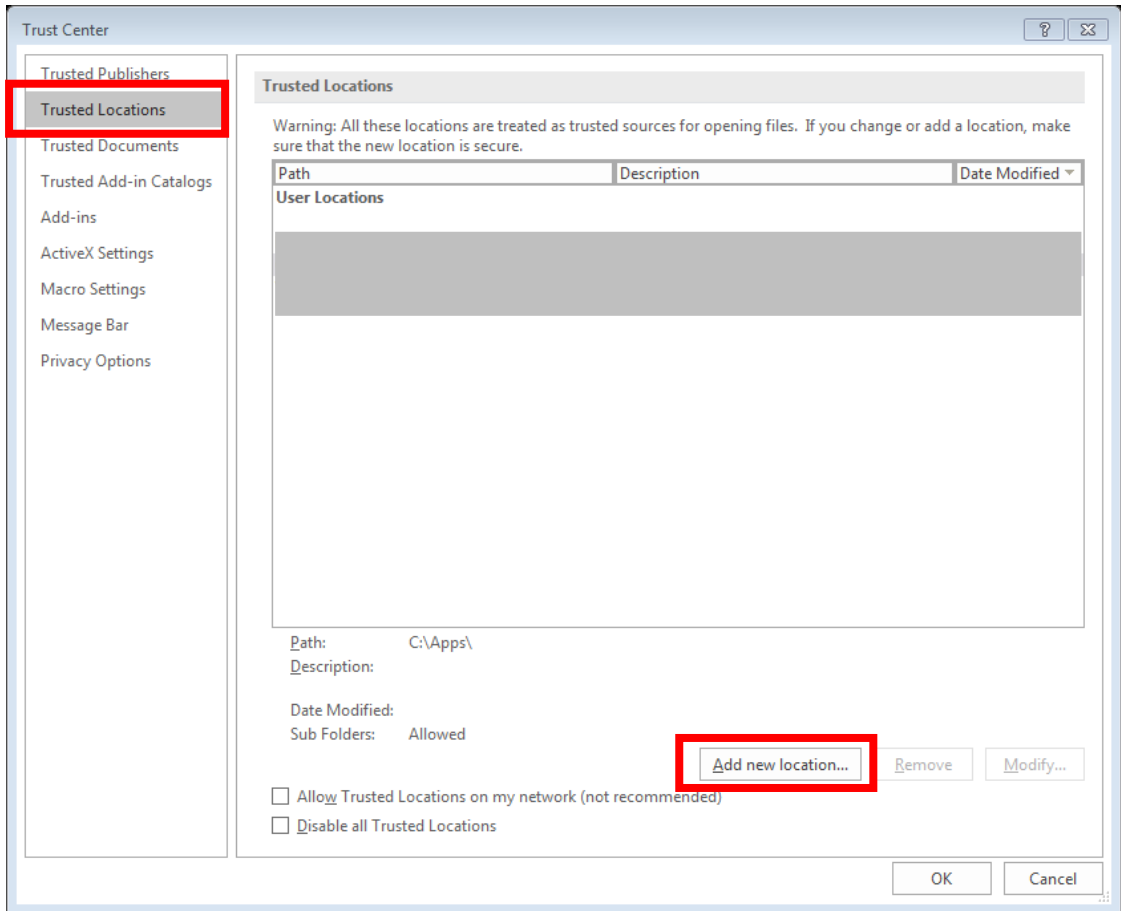 Trust Center
Trusted Publishers
Trusted Locations
Trusted Documents
Trusted Add-in Catalogs
Add-ins
ActiveX Settings
Macro Settings
Message Bar
Privacy Options
Trusted Locations
Warning: All these locations are treated as trusted sources for opening files.  If you change or add a location, make
sure that the new location is secure.
Path Description Date Modified
User Locations
Path: C:\Apps\
Description:
Date Modified:
Sub Folders: Allowed
Add new location... Remove Modify...
Allow Trusted Locations on my network (not recommended)
Disable all Trusted Locations
OK Cancel